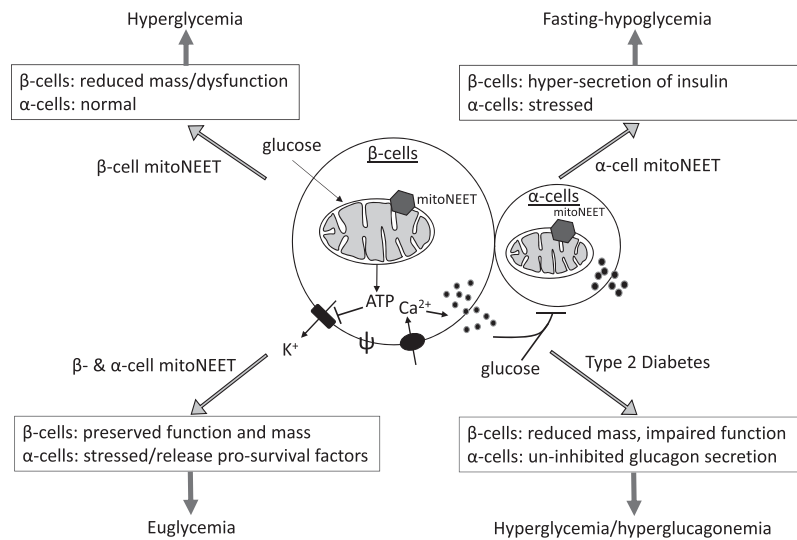 Hyperglycemia
Fasting-hypoglycemia
β-cells: reduced mass/dysfunction
α-cells: normal
β-cells: hyper-secretion of insulin
α-cells: stressed
β-cell mitoNEET
glucose
β-cells
α-cell mitoNEET
mitoNEET
α-cells
mitoNEET
ATP
Ca²⁺
K⁺
ψ
glucose
β- & α-cell mitoNEET
Type 2 Diabetes
β-cells: preserved function and mass
α-cells: stressed/release pro-survival factors
β-cells: reduced mass, impaired function
α-cells: un-inhibited glucagon secretion
Euglycemia
Hyperglycemia/hyperglucagonemia